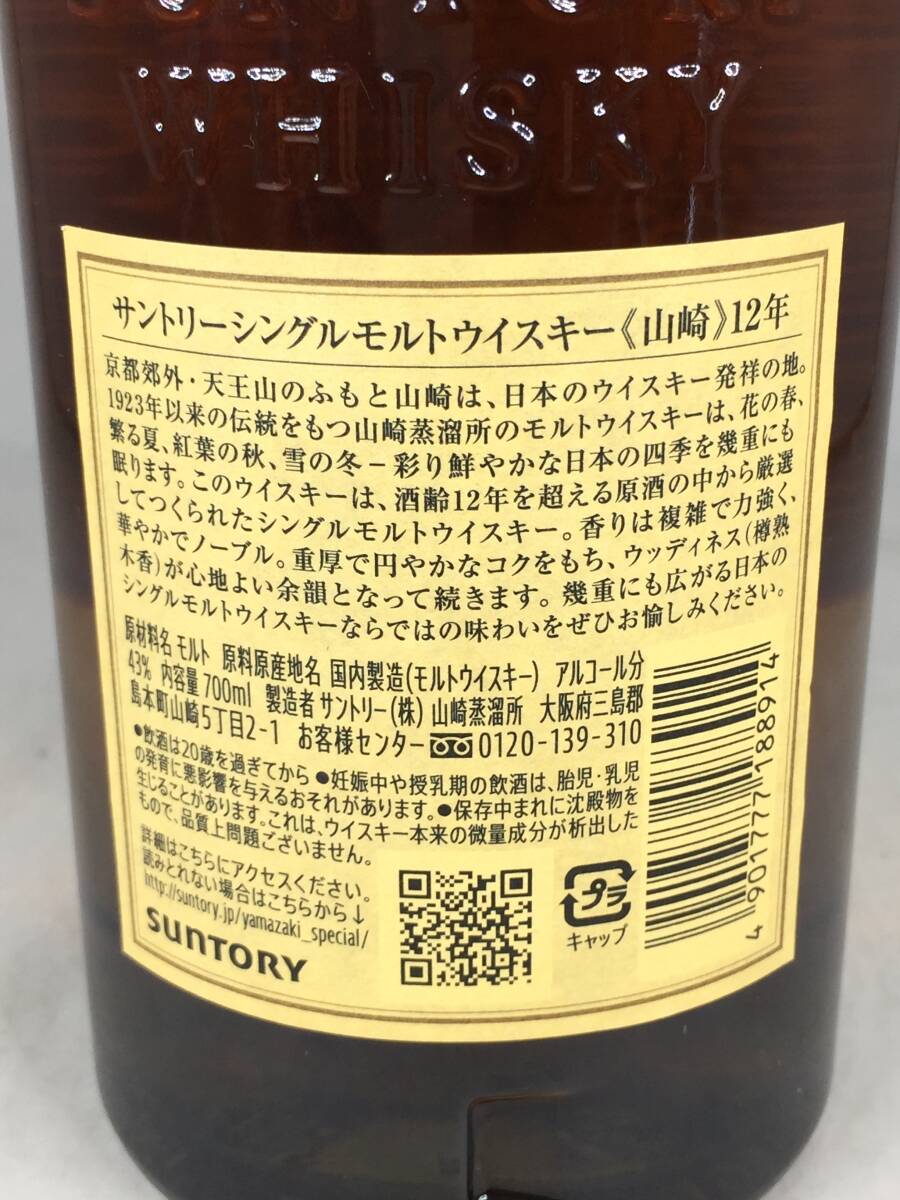 SUNTORY
WHISKY
サントリーシングルモルトウイスキー《山崎》12年
京都郊外・天王山のふもと山崎は、日本のウイスキー発祥の地。
1923年以来の伝統をもつ山崎蒸溜所のモルトウイスキーは、花の春、
繁る夏、紅葉の秋、雪の冬－彩り鮮やかな日本の四季を幾重にも
眠ります。このウイスキーは、酒齢12年を超える原酒の中から厳選
してつくられたシングルモルトウイスキー。香りは複雑で力強く、
華やかでノーブル。重厚で円やかなコクをもち、ウッディネス(樽熟
木香)が心地よい余韻となって続きます。幾重にも広がる日本の
シングルモルトウイスキーならではの味わいをぜひお愉しみください。
原材料名 モルト 原料原産地名 国内製造(モルトウイスキー) アルコール分
43% 内容量 700ml 製造者 サントリー(株) 山崎蒸溜所 大阪府三島郡
島本町山崎5丁目2-1 お客様センター 0120-139-310
●飲酒は20歳を過ぎてから ●妊娠中や授乳期の飲酒は、胎児・乳児
の発育に悪影響を与えるおそれがあります。●保存中まれに沈殿物を
生じることがあります。これは、ウイスキー本来の微量成分が析出した
もので、品質上問題ございません。
詳細はこちらにアクセスください。
読みとれない場合はこちらから↓
http://suntory.jp/yamazaki_special/
SUNTORY
プラ
キャップ
4 901777 188914